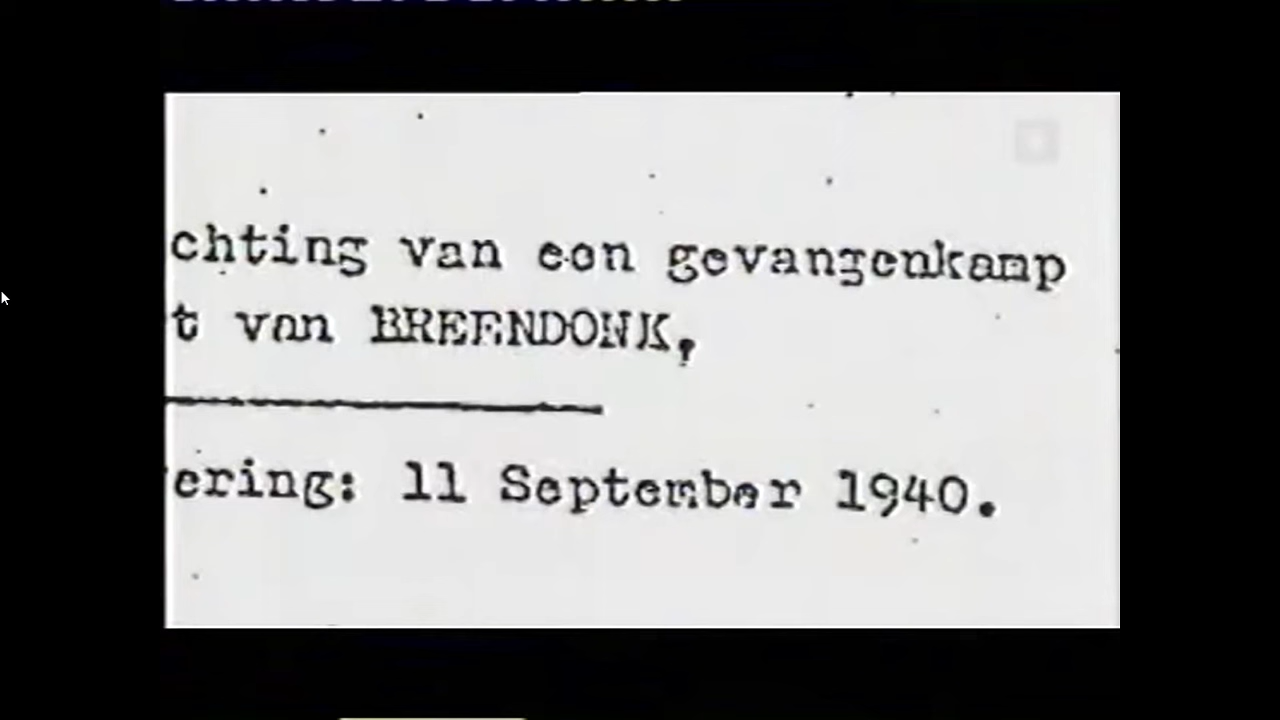 chting van een gevangenkamp
t van BREENDONK,
ering: 11 September 1940.